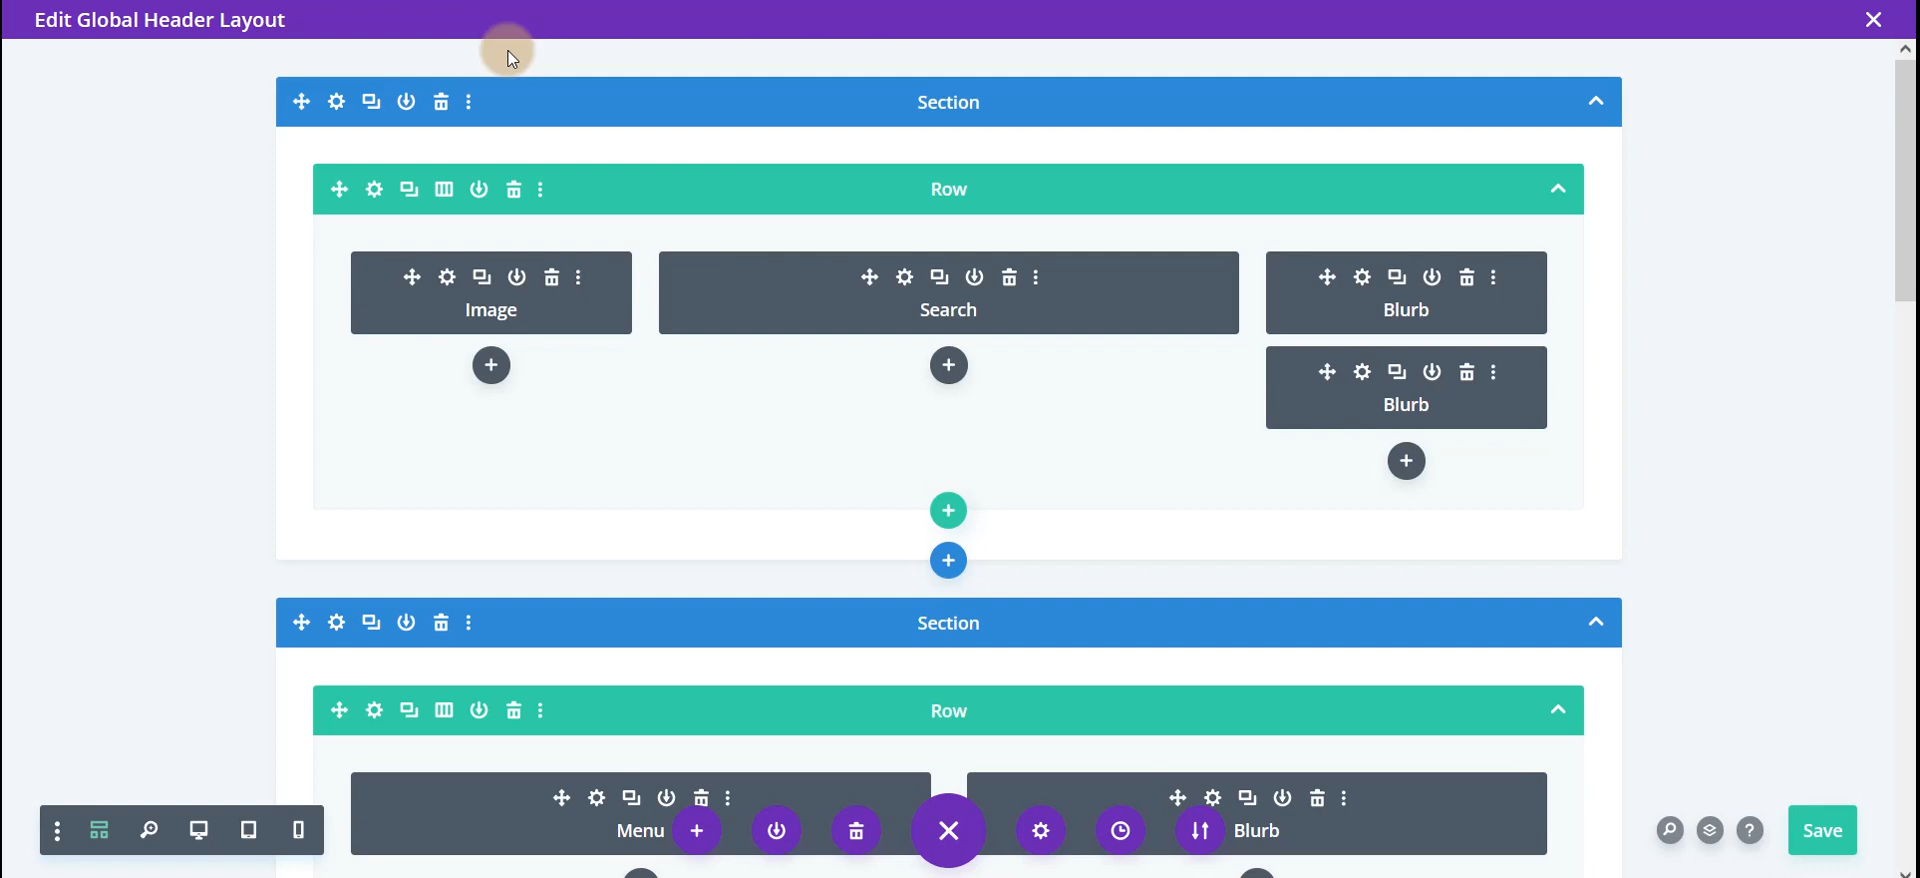 Edit Global Header Layout
Section
Row
Image
Search
Blurb
Blurb
Section
Row
Menu
Blurb
?
Save